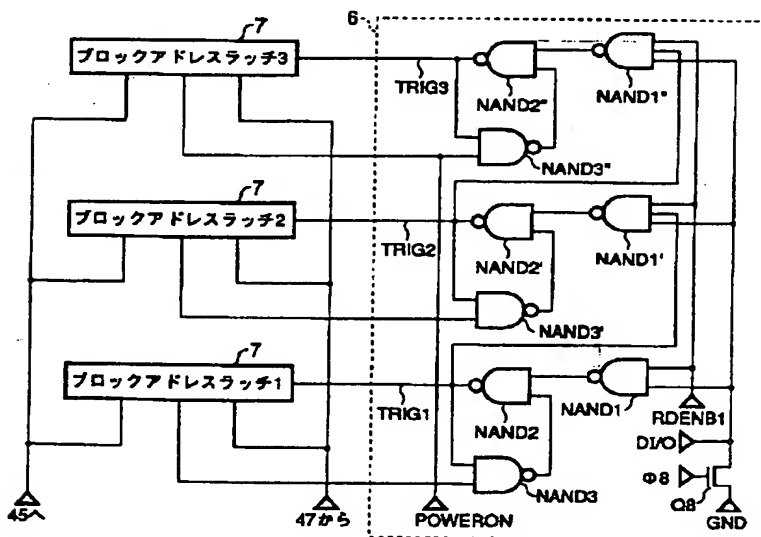 6
7
ブロックアドレスラッチ3
TRIG3
NAND2"
NAND1"
NAND3"
7
ブロックアドレスラッチ2
TRIG2
NAND2'
NAND1'
NAND3'
7
ブロックアドレスラッチ1
TRIG1
NAND2
NAND1
RDENB1
NAND3
DI/O
Φ8
Q8
GND
45へ
47から
POWERON